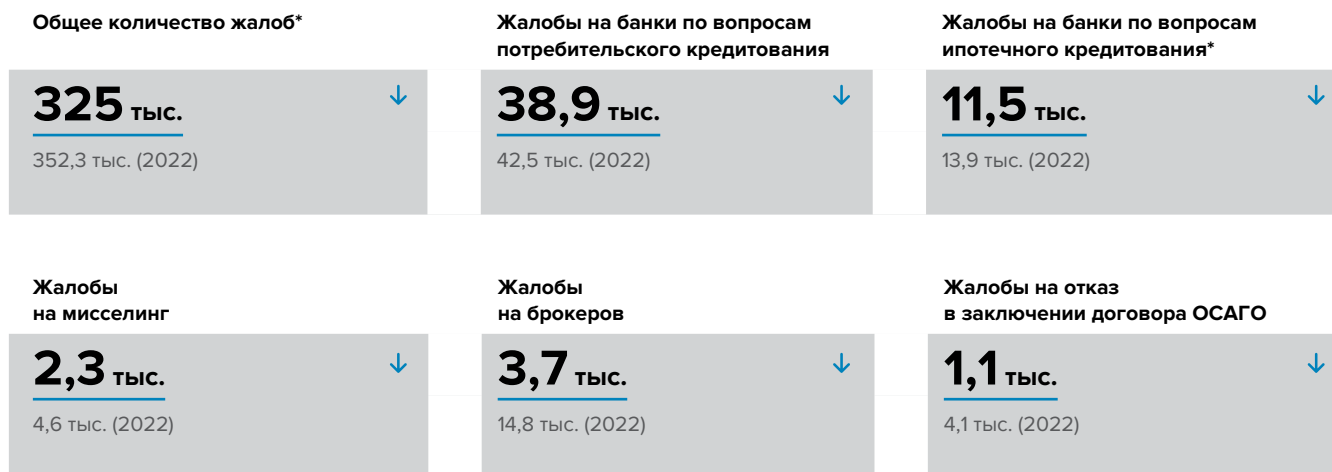 Общее количество жалоб*
325 тыс.
352,3 тыс. (2022)
Жалобы на банки по вопросам
потребительского кредитования
38,9 тыс.
42,5 тыс. (2022)
Жалобы на банки по вопросам
ипотечного кредитования*
11,5 тыс.
13,9 тыс. (2022)
Жалобы
на мисселинг
2,3 тыс.
4,6 тыс. (2022)
Жалобы
на брокеров
3,7 тыс.
14,8 тыс. (2022)
Жалобы на отказ
в заключении договора ОСАГО
1,1 тыс.
4,1 тыс. (2022)